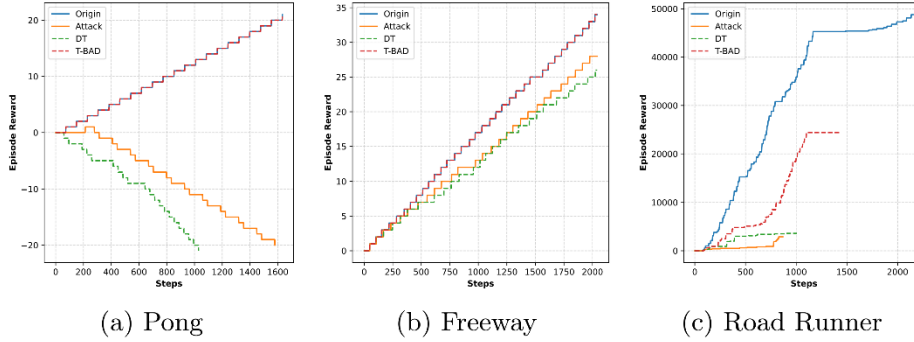 Origin
Attack
DT
T-BAD
Episode Reward
20
10
0
−10
−20
0 200 400 600 800 1000 1200 1400 1600
Steps
(a) Pong
Origin
Attack
DT
T-BAD
Episode Reward
35
30
25
20
15
10
5
0
0 250 500 750 1000 1250 1500 1750 2000
Steps
(b) Freeway
Origin
Attack
DT
T-BAD
Episode Reward
50000
40000
30000
20000
10000
0
0 500 1000 1500 2000
Steps
(c) Road Runner